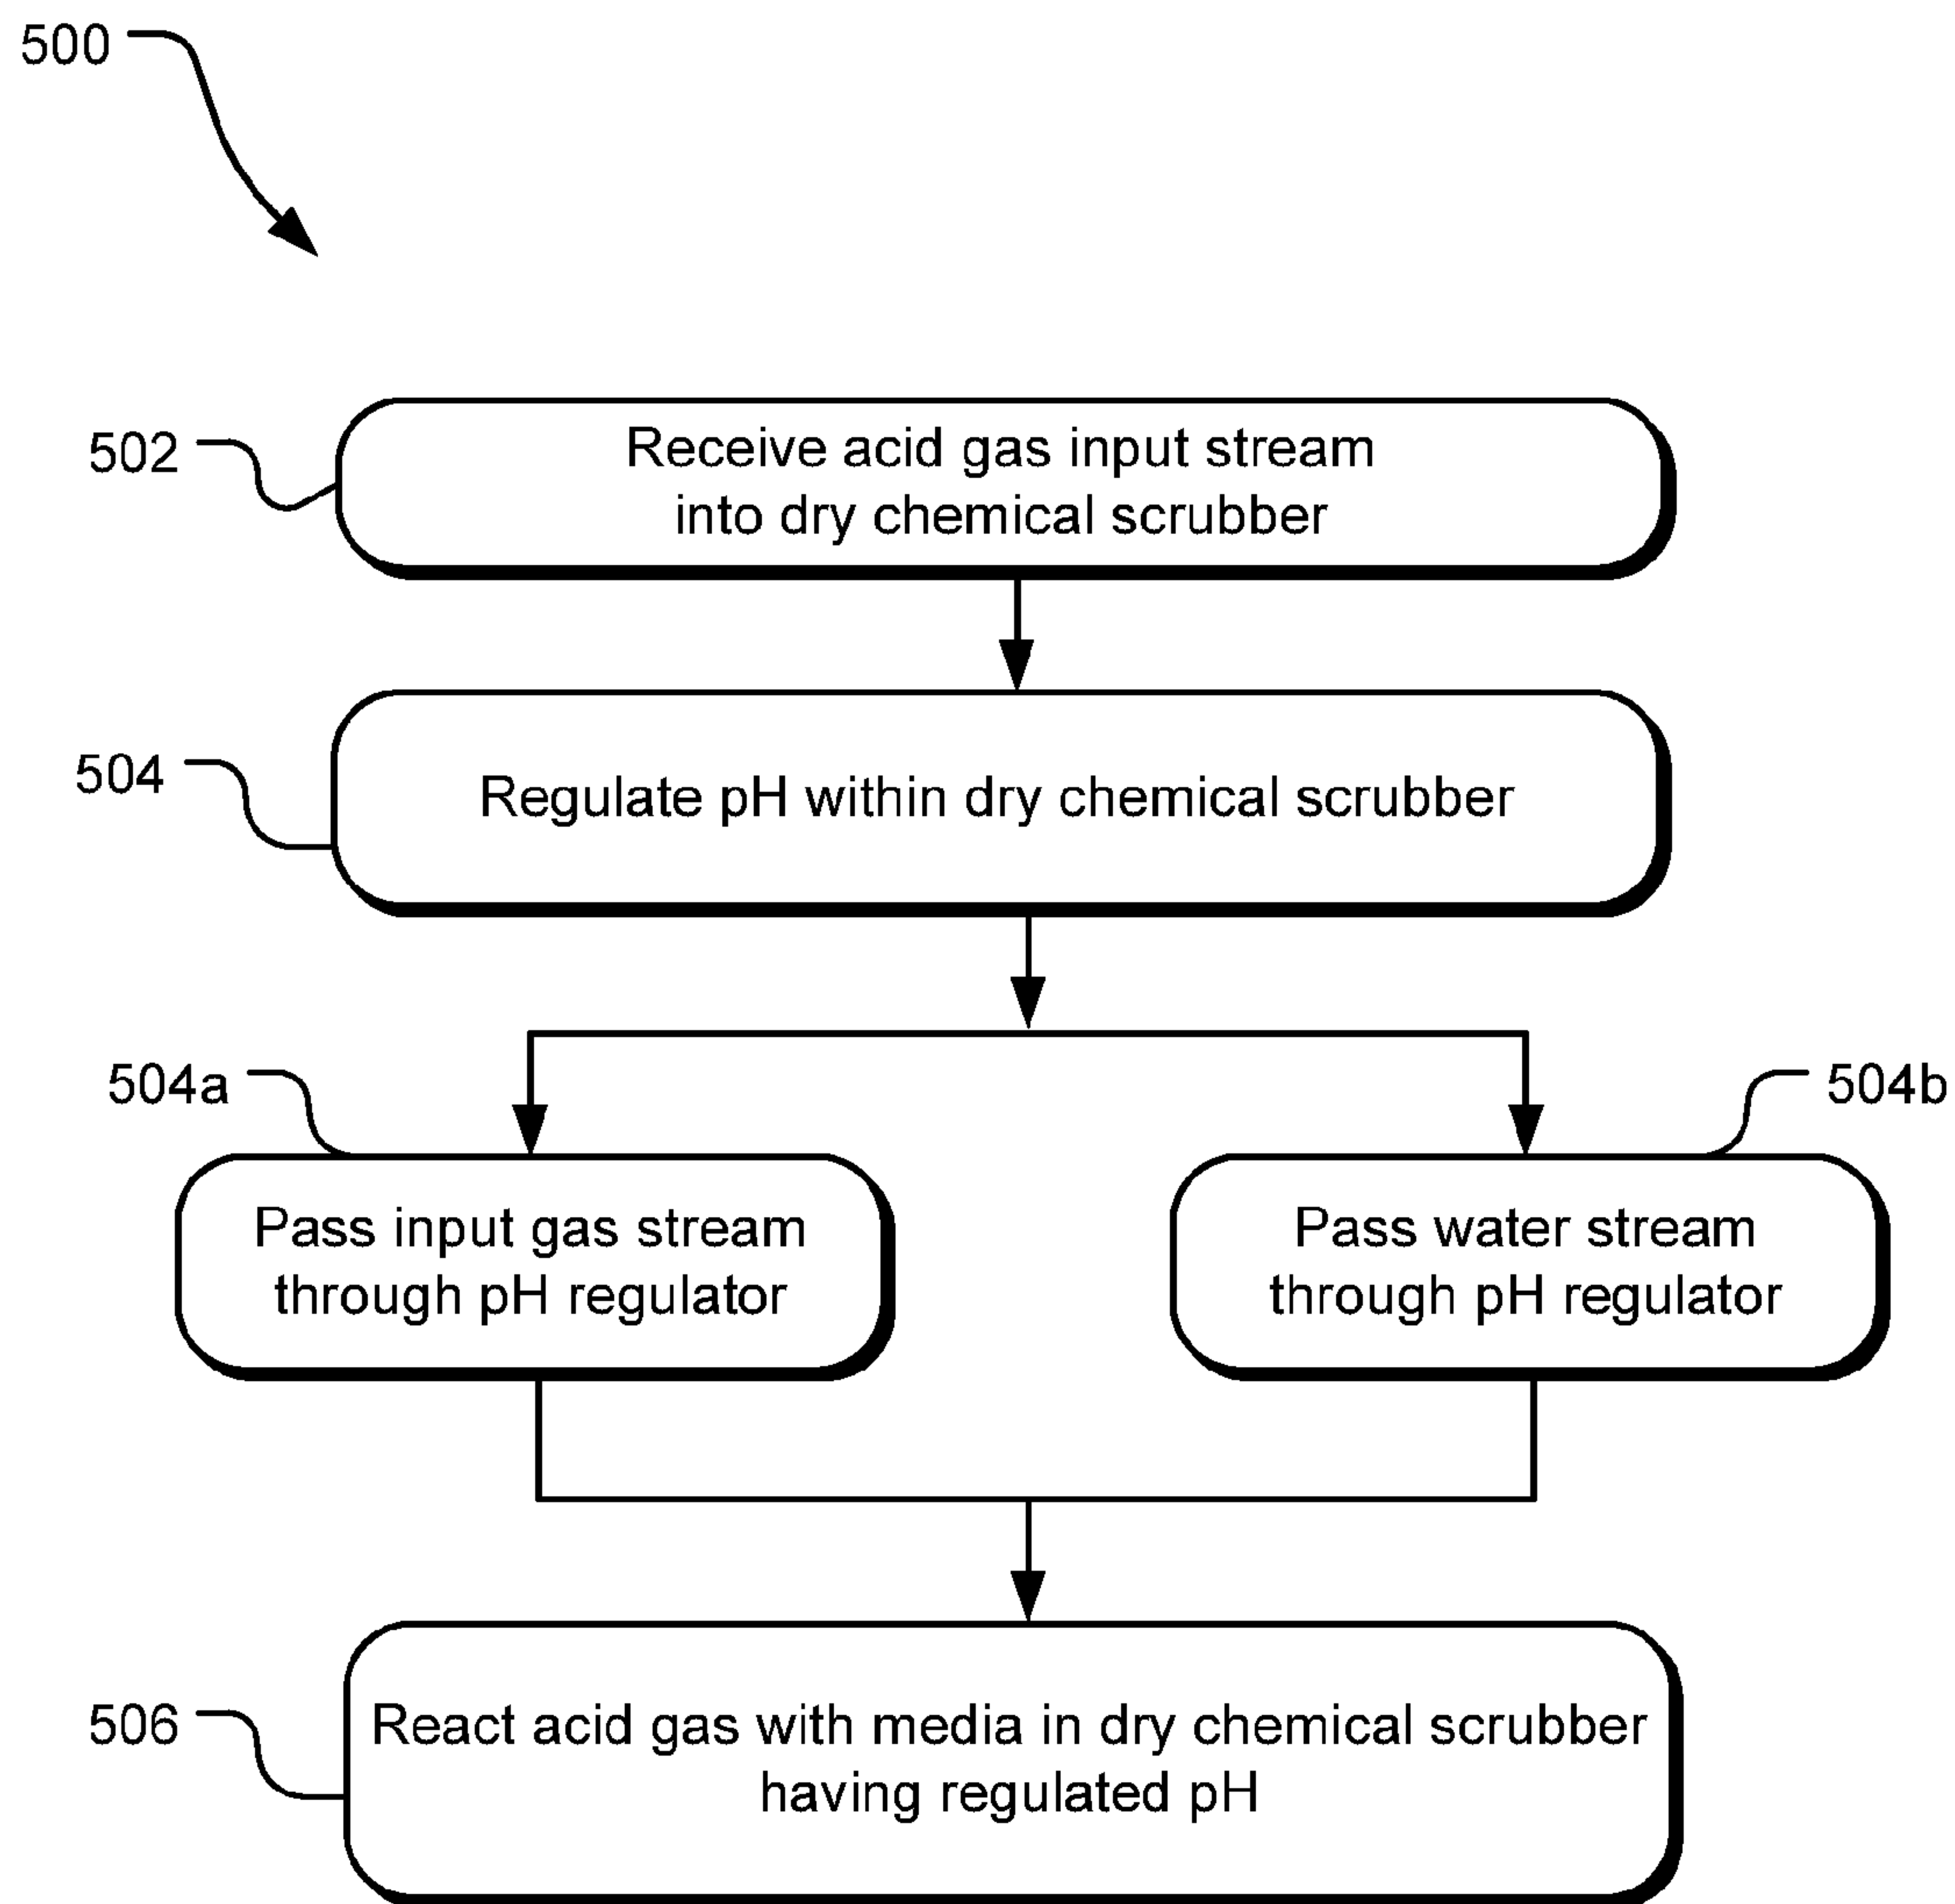 500
502
Receive acid gas input stream
into dry chemical scrubber
504
Regulate pH within dry chemical scrubber
504a
504b
Pass input gas stream
through pH regulator
Pass water stream
through pH regulator
506
React acid gas with media in dry chemical scrubber
having regulated pH